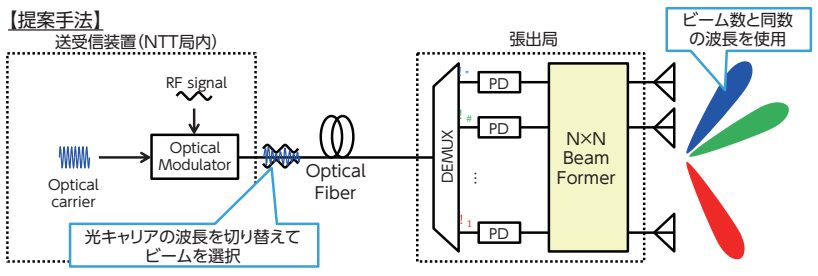 【提案手法】
送受信装置(NTT局内)
張出局
ビーム数と同数
の波長を使用
RF signal
PD
PD
Optical
Modulator
DEMUX
N×N
Beam
Former
Optical
carrier
Optical
Fiber
⋮
PD
光キャリアの波長を切り替えて
ビームを選択